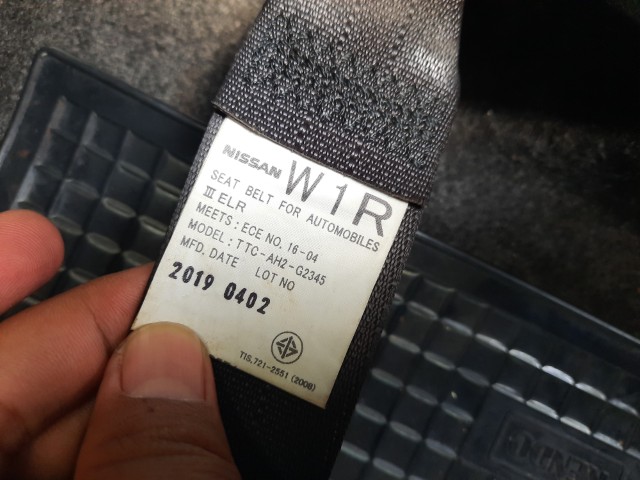 NISSAN W1R
SEAT BELT FOR AUTOMOBILES
III ELR
MEETS : ECE NO. 16-04
MODEL : TTC-AH2-G2345
MFD. DATE LOT NO
2019 0402
TIS.721-2551 (2008)